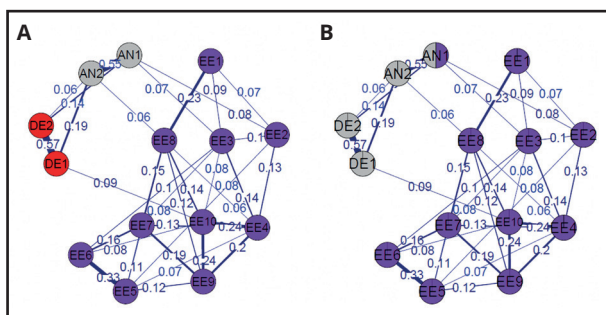 A
AN1
AN2
EE1
0.55
0.06
0.14
0.07
0.09
0.07
0.23
0.08
DE2
0.19
0.06
EE8
EE3
0.1
EE2
0.57
DE1
0.09
0.15
0.1
0.14
0.08
0.13
0.12
0.08
0.14
0.08
0.06
EE7
0.13
EE10
0.24
EE4
0.16
0.08
EE6
0.19
0.24
0.2
0.11
0.07
0.33
EE5
0.12
EE9
B
AN1
AN2
EE1
0.55
0.06
0.14
0.07
0.09
0.07
0.23
0.08
DE2
0.19
0.06
EE8
EE3
0.1
EE2
0.57
DE1
0.09
0.15
0.1
0.14
0.08
0.13
0.12
0.08
0.14
0.08
0.06
EE7
0.13
EE10
0.24
EE4
0.16
0.08
EE6
0.19
0.24
0.2
0.11
0.07
0.33
EE5
0.12
EE9